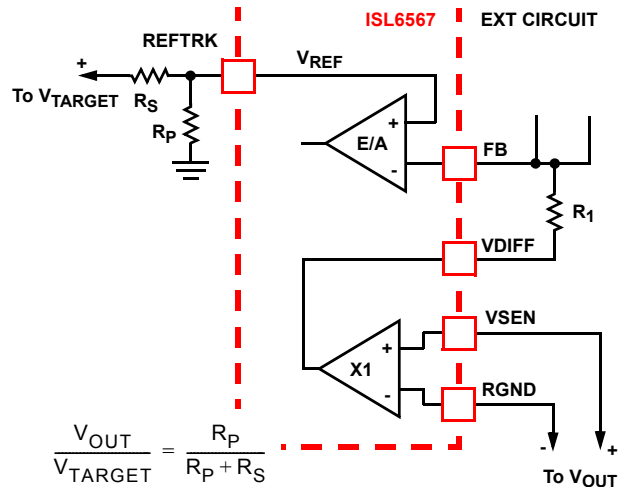 ISL6567 EXT CIRCUIT
REFTRK
VREF
+
To VTARGET
RS
RP
+
E/A
-
FB
R1
VDIFF
VSEN
+
X1
-
RGND
- +
To VOUT
VOUT / VTARGET = RP / (RP + RS)